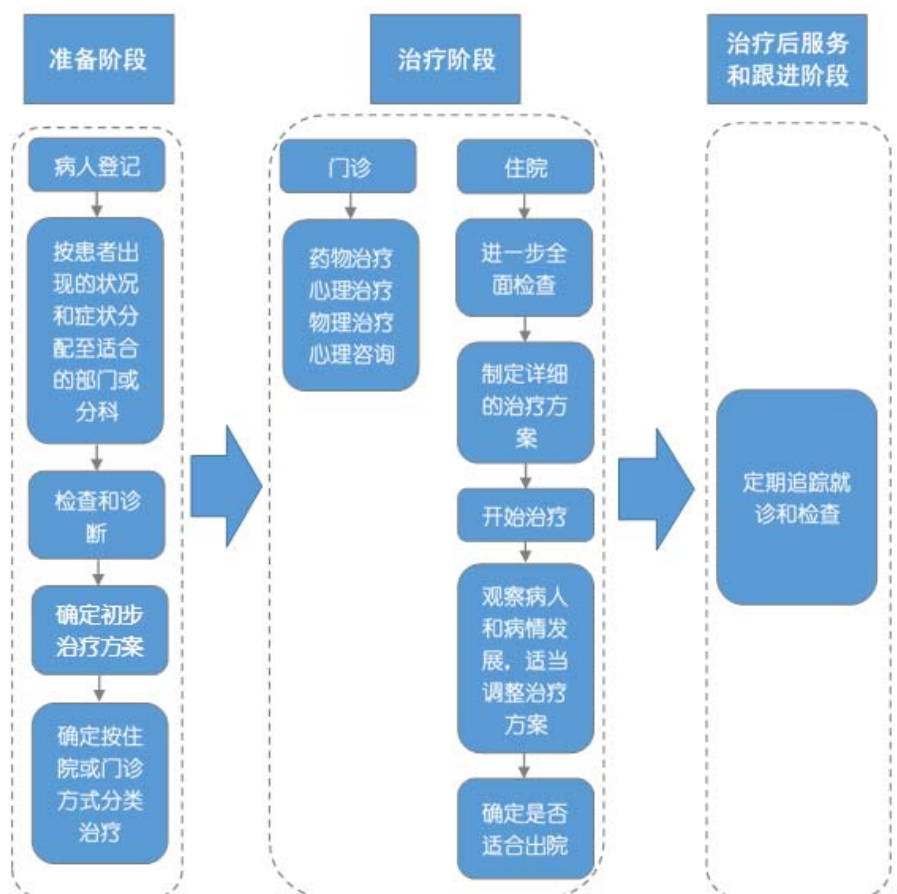 准备阶段
病人登记
按患者出
现的状况
和症状分
配至适合
的部门或
分科
检查和诊
断
确定初步
治疗方案
确定按住
院或门诊
方式分类
治疗
治疗阶段
门诊
药物治疗
心理治疗
物理治疗
心理咨询
住院
进一步全
面检查
制定详细
的治疗方
案
开始治疗
观察病人
和病情发
展，适当
调整治疗
方案
确定是否
适合出院
治疗后服务
和跟进阶段
定期追踪就
诊和检查